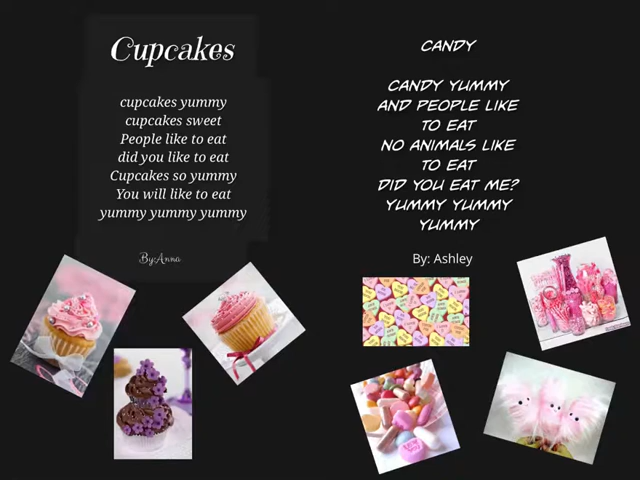 Cupcakes
cupcakes yummy
cupcakes sweet
People like to eat
did you like to eat
Cupcakes so yummy
You will like to eat
yummy yummy yummy
By:Anna
CANDY
CANDY YUMMY
AND PEOPLE LIKE
TO EAT
NO ANIMALS LIKE
TO EAT
DID YOU EAT ME?
YUMMY YUMMY
YUMMY
By: Ashley